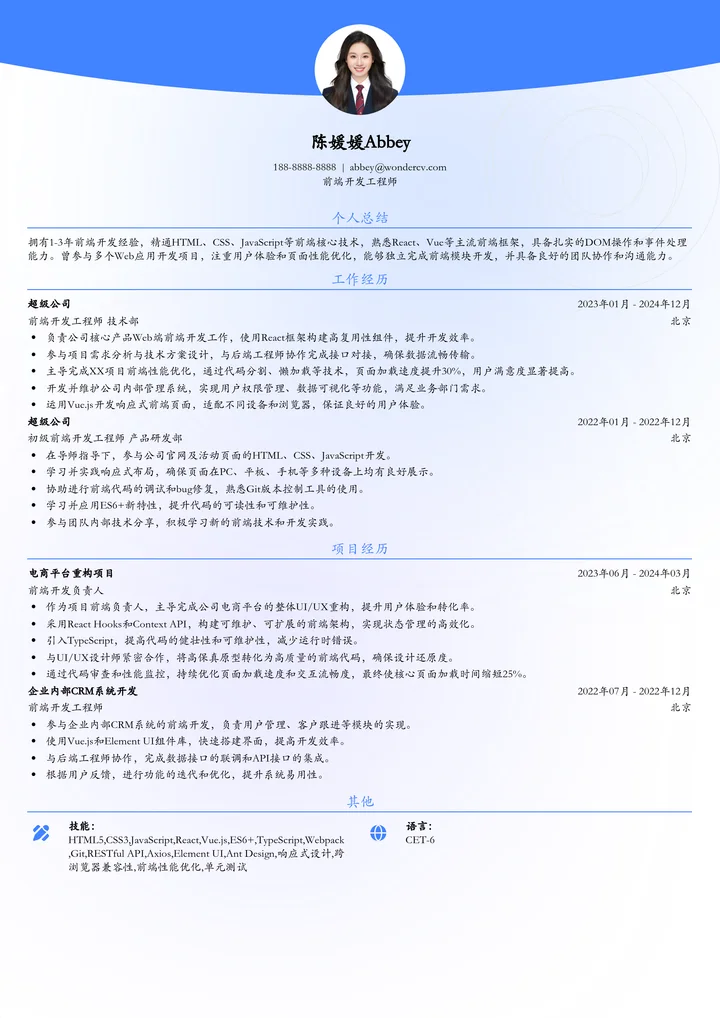 陈媛媛Abbey
188-8888-8888 | abbey@wondercv.com
前端开发工程师
个人总结
拥有1-3年前端开发经验，精通HTML、CSS、JavaScript等前端核心技术，熟悉React、Vue等主流前端框架，具备扎实的DOM操作和事件处理
能力。曾参与多个Web应用开发项目，注重用户体验和页面性能优化，能够独立完成前端模块开发，并具备良好的团队协作和沟通能力。
工作经历
超级公司 2023年01月 - 2024年12月
前端开发工程师 技术部 北京
• 负责公司核心产品Web端前端开发工作，使用React框架构建高复用性组件，提升开发效率。
• 参与项目需求分析与技术方案设计，与后端工程师协作完成接口对接，确保数据流畅传输。
• 主导完成XX项目前端性能优化，通过代码分割、懒加载等技术，页面加载速度提升30%，用户满意度显著提高。
• 开发并维护公司内部管理系统，实现用户权限管理、数据可视化等功能，满足业务部门需求。
• 运用Vue.js开发响应式前端页面，适配不同设备和浏览器，保证良好的用户体验。
超级公司 2022年01月 - 2022年12月
初级前端开发工程师 产品研发部 北京
• 在导师指导下，参与公司官网及活动页面的HTML、CSS、JavaScript开发。
• 学习并实践响应式布局，确保页面在PC、平板、手机等多种设备上均有良好展示。
• 协助进行前端代码的调试和bug修复，熟悉Git版本控制工具的使用。
• 学习并应用ES6+新特性，提升代码的可读性和可维护性。
• 参与团队内部技术分享，积极学习新的前端技术和开发实践。
项目经历
电商平台重构项目 2023年06月 - 2024年03月
前端开发负责人 北京
• 作为项目前端负责人，主导完成公司电商平台的整体UI/UX重构，提升用户体验和转化率。
• 采用React Hooks和Context API，构建可维护、可扩展的前端架构，实现状态管理的高效化。
• 引入TypeScript，提高代码的健壮性和可维护性，减少运行时错误。
• 与UI/UX设计师紧密合作，将高保真原型转化为高质量的前端代码，确保设计还原度。
• 通过代码审查和性能监控，持续优化页面加载速度和交互流畅度，最终使核心页面加载时间缩短25%。
企业内部CRM系统开发 2022年07月 - 2022年12月
前端开发工程师 北京
• 参与企业内部CRM系统的前端开发，负责用户管理、客户跟进等模块的实现。
• 使用Vue.js和Element UI组件库，快速搭建界面，提高开发效率。
• 与后端工程师协作，完成数据接口的联调和API接口的集成。
• 根据用户反馈，进行功能的迭代和优化，提升系统易用性。
其他
技能：
HTML5,CSS3,JavaScript,React,Vue.js,ES6+,TypeScript,Webpack
,Git,RESTful API,Axios,Element UI,Ant Design,响应式设计,跨
浏览器兼容性,前端性能优化,单元测试
语言：
CET-6